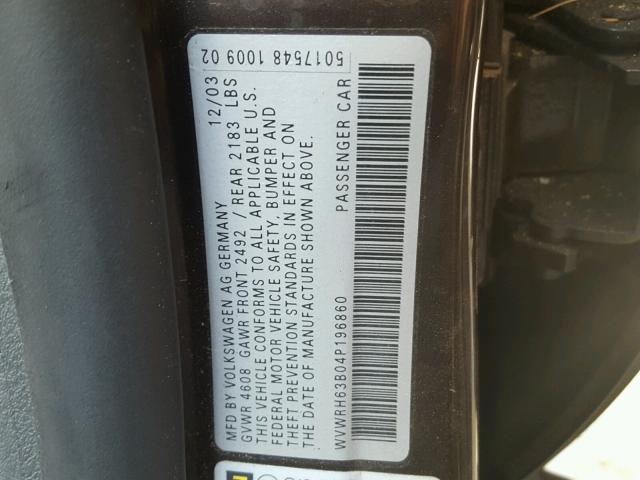 MFD BY VOLKSWAGEN AG GERMANY 12/03
GVWR 4608 GAWR FRONT 2492 / REAR 2183 LBS
THIS VEHICLE CONFORMS TO ALL APPLICABLE U.S.
FEDERAL MOTOR VEHICLE SAFETY, BUMPER AND
THEFT PREVENTION STANDARDS IN EFFECT ON
THE DATE OF MANUFACTURE SHOWN ABOVE.
WVWRH63B04P196860 PASSENGER CAR
5017548 1009 02